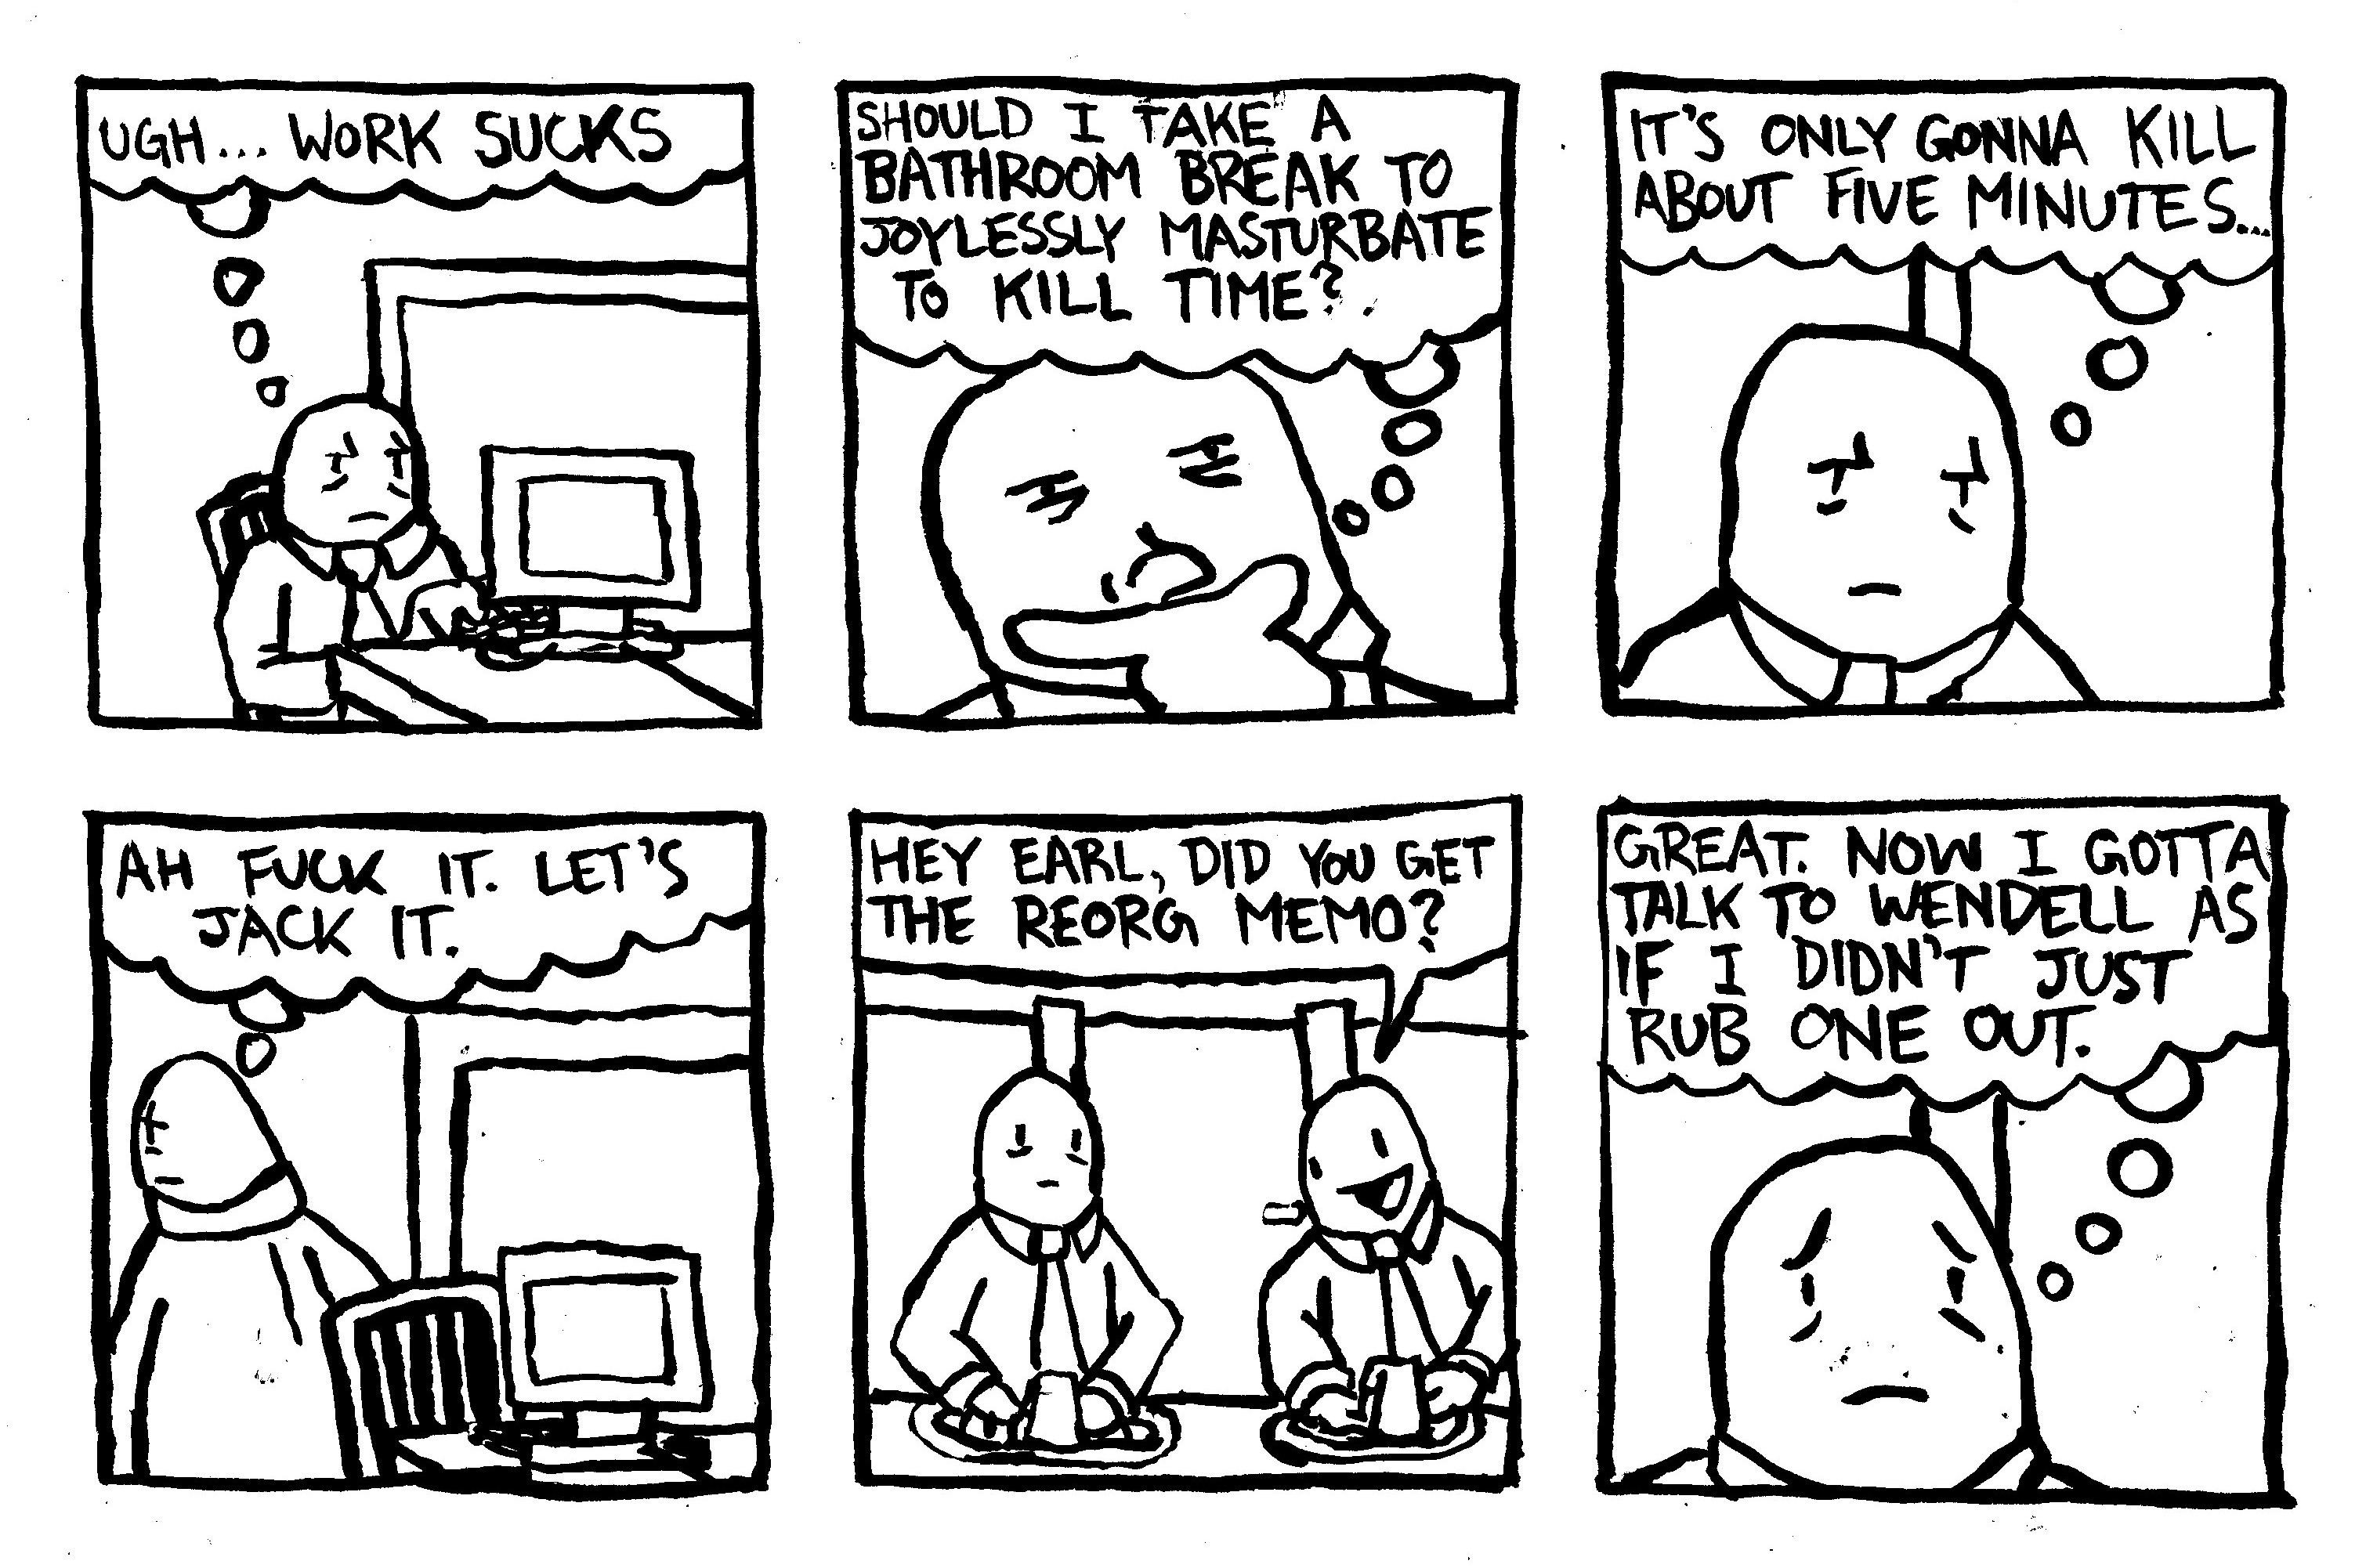 UGH... WORK SUCKS
SHOULD I TAKE A
BATHROOM BREAK TO
JOYLESSLY MASTURBATE
TO KILL TIME?
IT'S ONLY GONNA KILL
ABOUT FIVE MINUTES...
AH FUCK IT. LET'S
JACK IT.
HEY EARL, DID YOU GET
THE REORG MEMO?
GREAT. NOW I GOTTA
TALK TO WENDELL AS
IF I DIDN'T JUST
RUB ONE OUT.